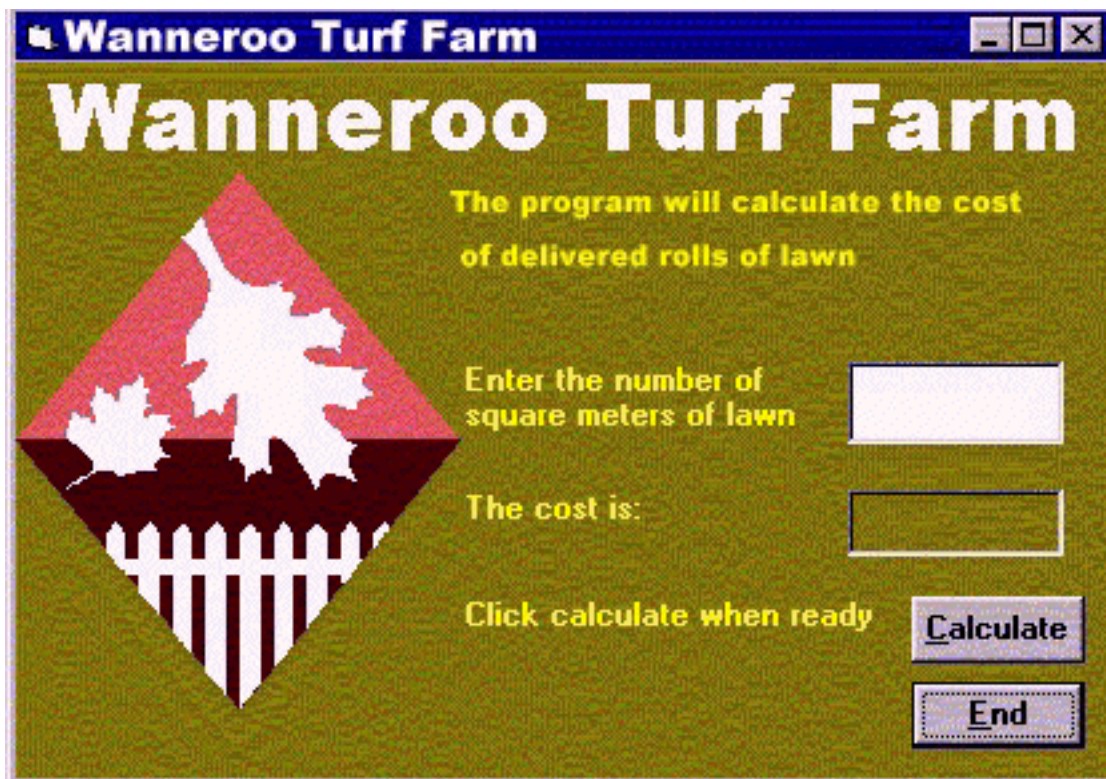 Wanneroo Turf Farm
Wanneroo Turf Farm
The program will calculate the cost
of delivered rolls of lawn
Enter the number of
square meters of lawn
The cost is:
Click calculate when ready
Calculate
End